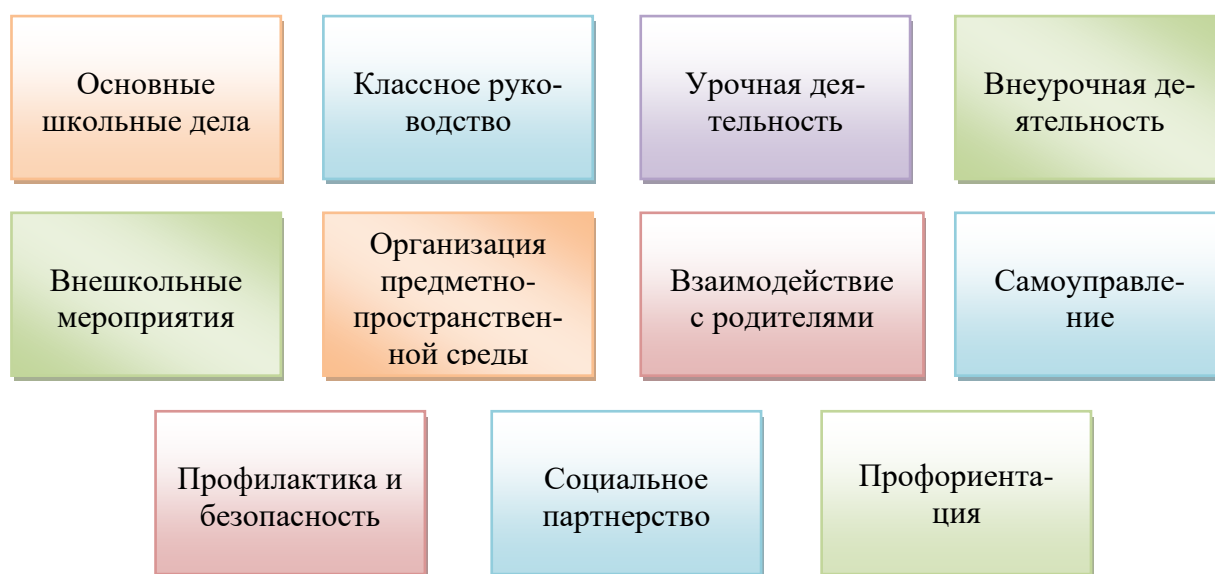 Основные
школьные дела
Классное руко-
водство
Урочная дея-
тельность
Внеурочная де-
ятельность
Внешкольные
мероприятия
Организация
предметно-
пространствен-
ной среды
Взаимодействие
с родителями
Самоуправле-
ние
Профилактика и
безопасность
Социальное
партнерство
Профориента-
ция